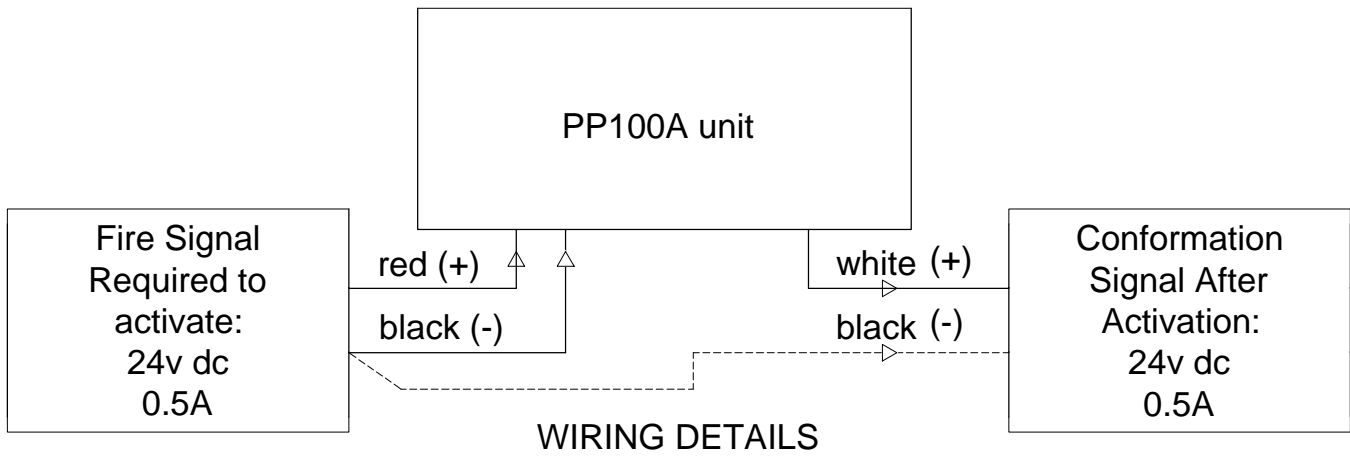 PP100A unit
Fire Signal
Required to
activate:
24v dc
0.5A
red (+)
black (-)
white (+)
black (-)
Conformation
Signal After
Activation:
24v dc
0.5A
WIRING DETAILS